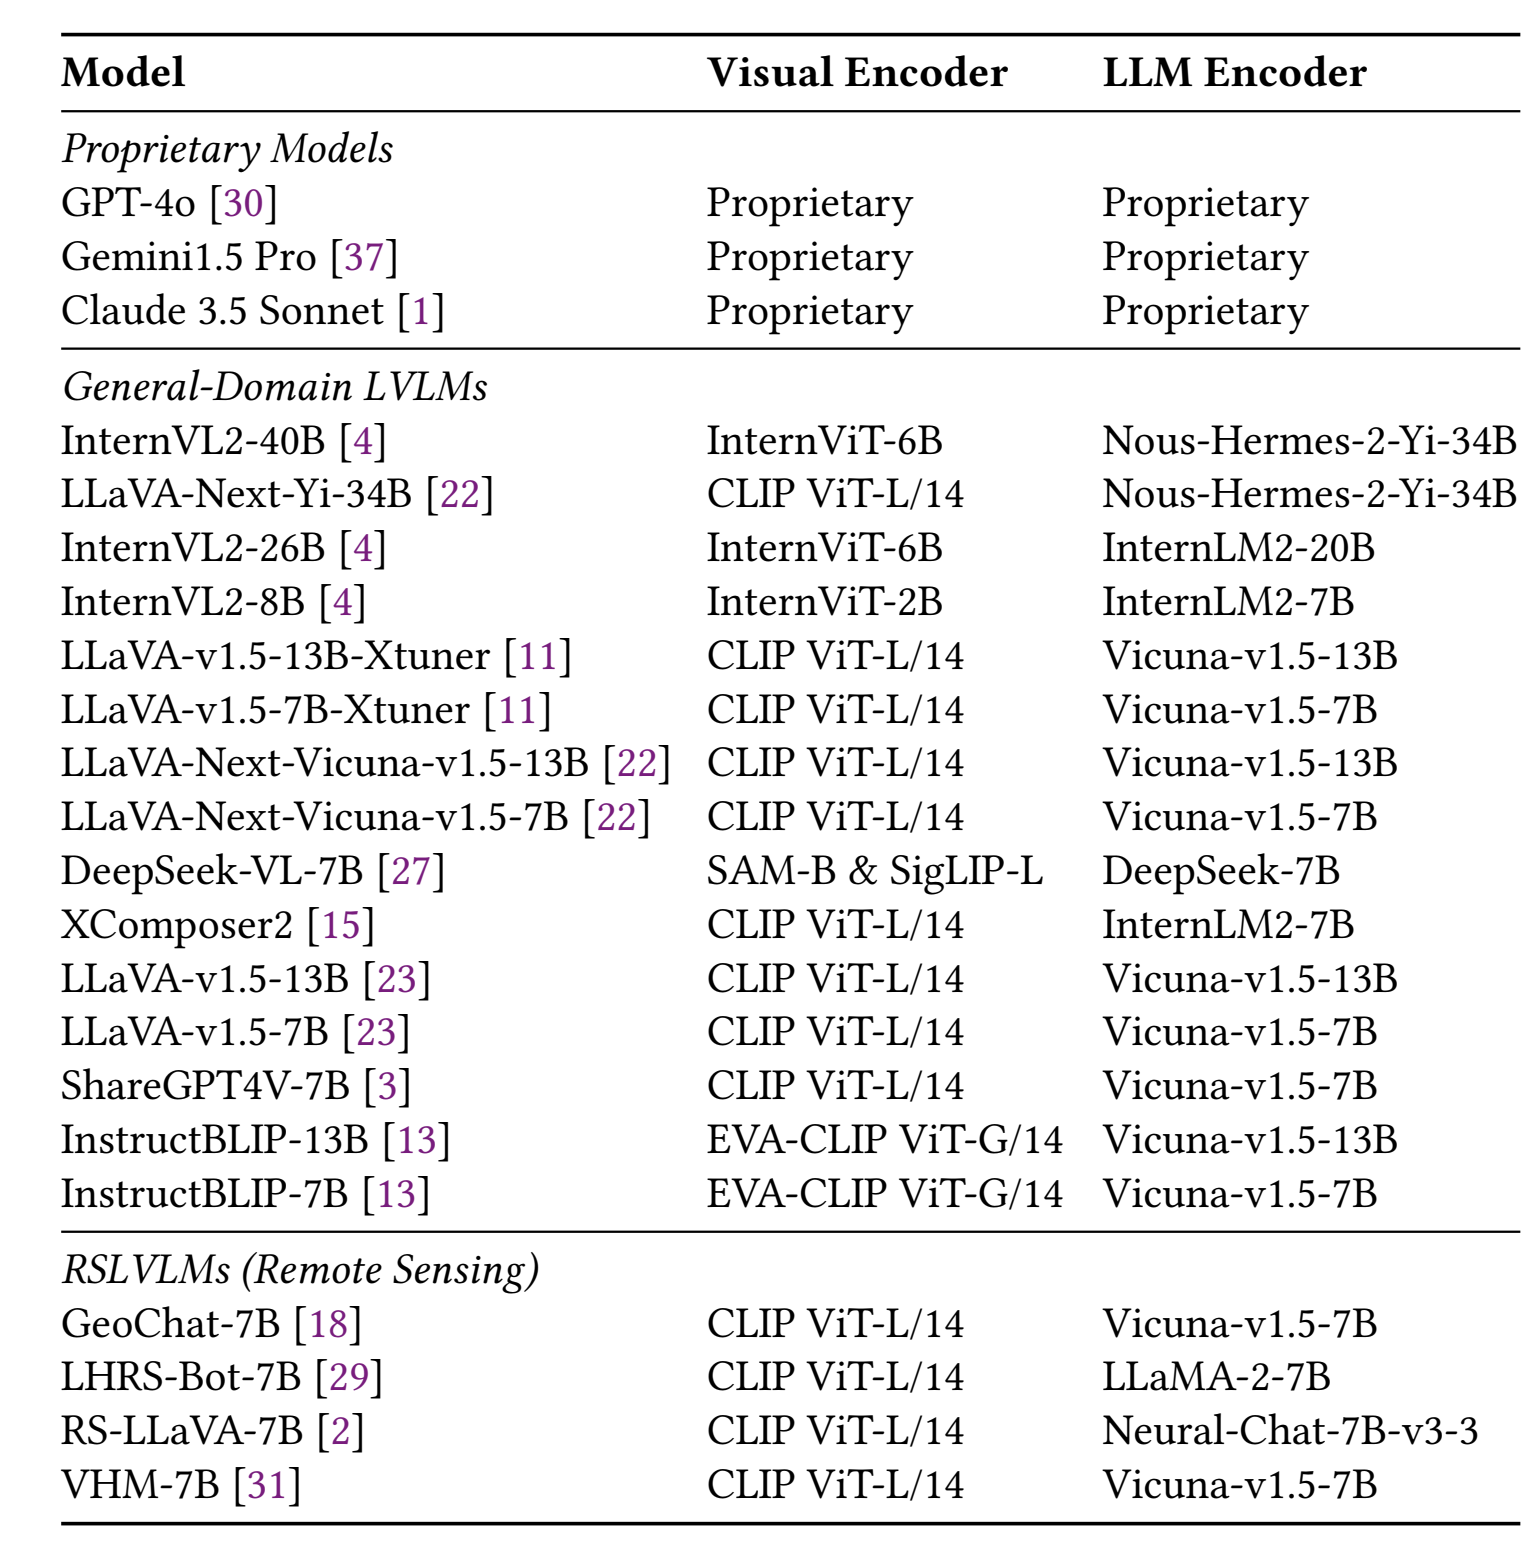 Model Visual Encoder LLM Encoder
Proprietary Models
GPT-4o [30] Proprietary Proprietary
Gemini1.5 Pro [37] Proprietary Proprietary
Claude 3.5 Sonnet [1] Proprietary Proprietary
General-Domain LVLMs
InternVL2-40B [4] InternViT-6B Nous-Hermes-2-Yi-34B
LLaVA-Next-Yi-34B [22] CLIP ViT-L/14 Nous-Hermes-2-Yi-34B
InternVL2-26B [4] InternViT-6B InternLM2-20B
InternVL2-8B [4] InternViT-2B InternLM2-7B
LLaVA-v1.5-13B-Xtuner [11] CLIP ViT-L/14 Vicuna-v1.5-13B
LLaVA-v1.5-7B-Xtuner [11] CLIP ViT-L/14 Vicuna-v1.5-7B
LLaVA-Next-Vicuna-v1.5-13B [22] CLIP ViT-L/14 Vicuna-v1.5-13B
LLaVA-Next-Vicuna-v1.5-7B [22] CLIP ViT-L/14 Vicuna-v1.5-7B
DeepSeek-VL-7B [27] SAM-B & SigLIP-L DeepSeek-7B
XComposer2 [15] CLIP ViT-L/14 InternLM2-7B
LLaVA-v1.5-13B [23] CLIP ViT-L/14 Vicuna-v1.5-13B
LLaVA-v1.5-7B [23] CLIP ViT-L/14 Vicuna-v1.5-7B
ShareGPT4V-7B [3] CLIP ViT-L/14 Vicuna-v1.5-7B
InstructBLIP-13B [13] EVA-CLIP ViT-G/14 Vicuna-v1.5-13B
InstructBLIP-7B [13] EVA-CLIP ViT-G/14 Vicuna-v1.5-7B
RSLVLMs (Remote Sensing)
GeoChat-7B [18] CLIP ViT-L/14 Vicuna-v1.5-7B
LHRS-Bot-7B [29] CLIP ViT-L/14 LLaMA-2-7B
RS-LLaVA-7B [2] CLIP ViT-L/14 Neural-Chat-7B-v3-3
VHM-7B [31] CLIP ViT-L/14 Vicuna-v1.5-7B